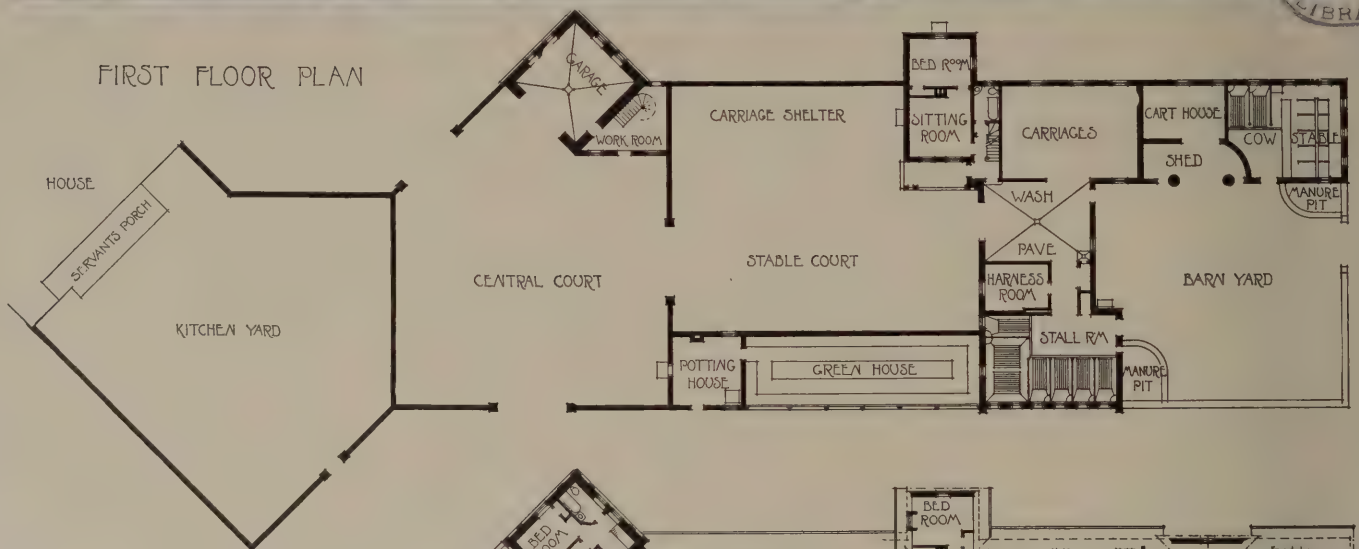 LIBR
FIRST FLOOR PLAN
HOUSE
SERVANTS PORCH
KITCHEN YARD
CENTRAL COURT
GARAGE
WORK ROOM
CARRIAGE SHELTER
STABLE COURT
POTTING
HOUSE
GREEN HOUSE
BED ROOM
SITTING
ROOM
CARRIAGES
WASH
PAVE
HARNESS
ROOM
STALL R'M
MANURE
PIT
CART HOUSE
SHED
COW STABLE
MANURE
PIT
BARN YARD
BED
ROOM
BED
ROOM